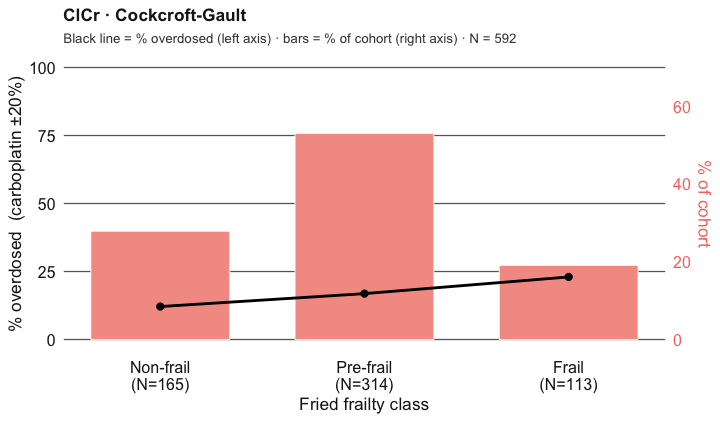 ClCr · Cockcroft-Gault
Black line = % overdosed (left axis) · bars = % of cohort (right axis) · N = 592
% overdosed (carboplatin ±20%)
100
75
50
25
0
60
40
20
0
% of cohort
Non-frail
(N=165)
Pre-frail
(N=314)
Frail
(N=113)
Fried frailty class